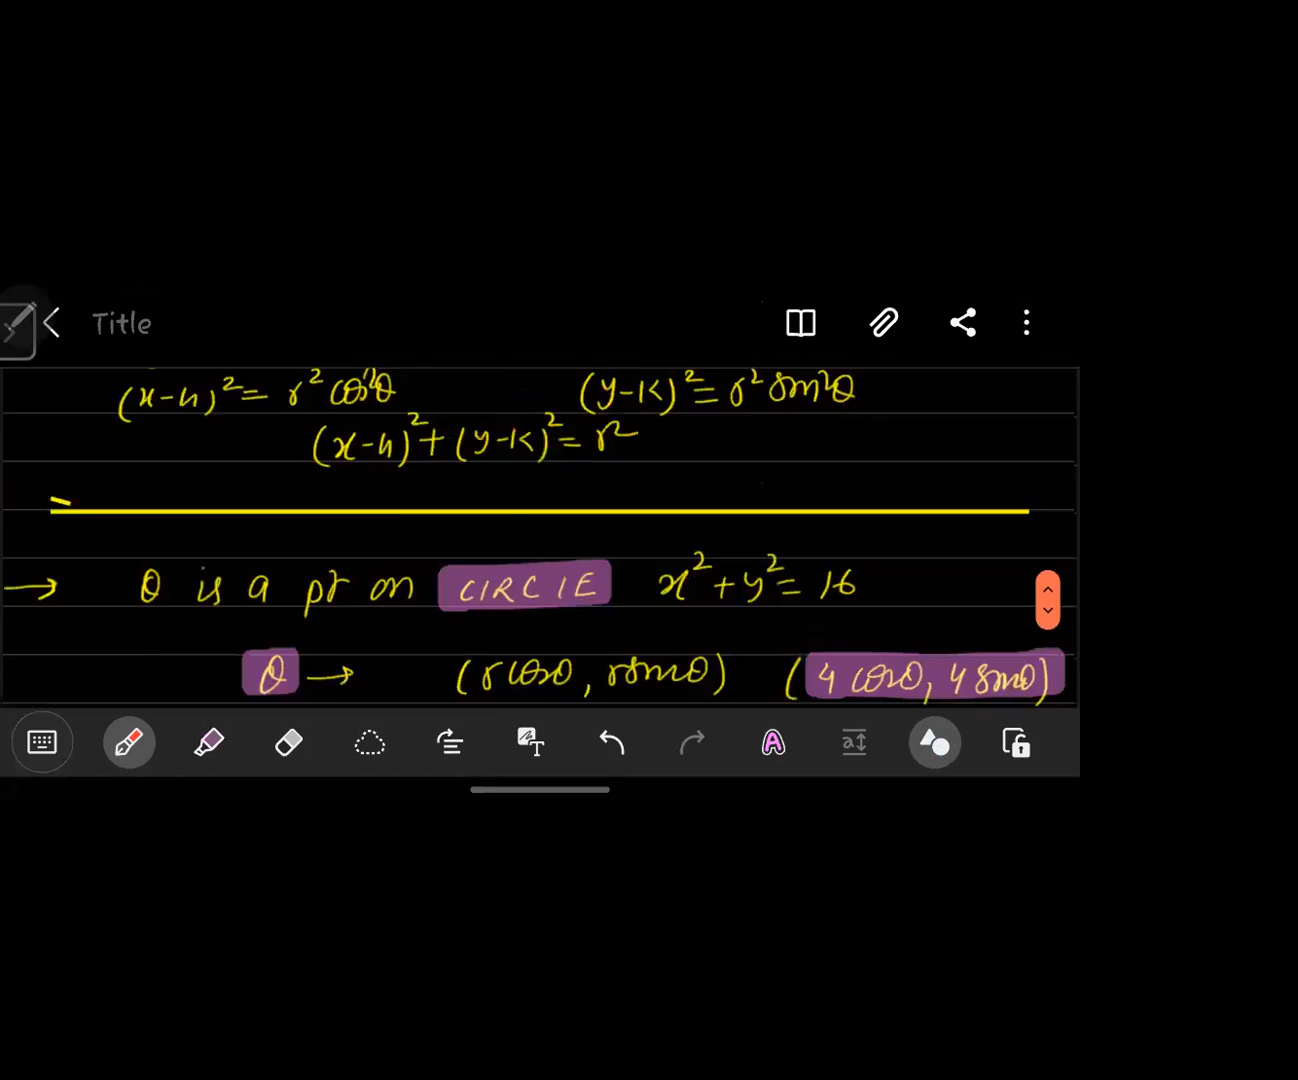 Title
(x-h)² = r² cos²θ (y-k)² = r² sin²θ
(x-h)² + (y-k)² = r²
→ θ is a pt on CIRCLE x² + y² = 16
θ → (r cosθ, r sinθ) (4 cosθ, 4 sinθ)
T A a